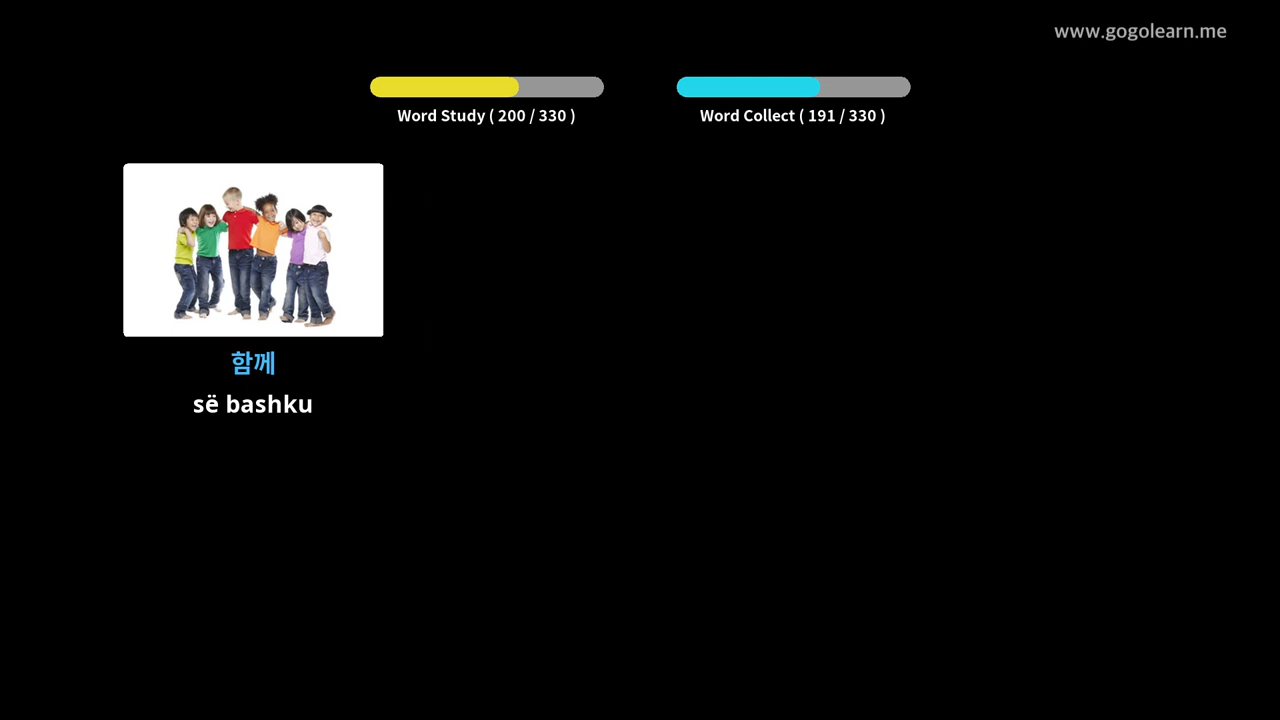 www.gogolearn.me
Word Study ( 200 / 330 )
Word Collect ( 191 / 330 )
함께
së bashku